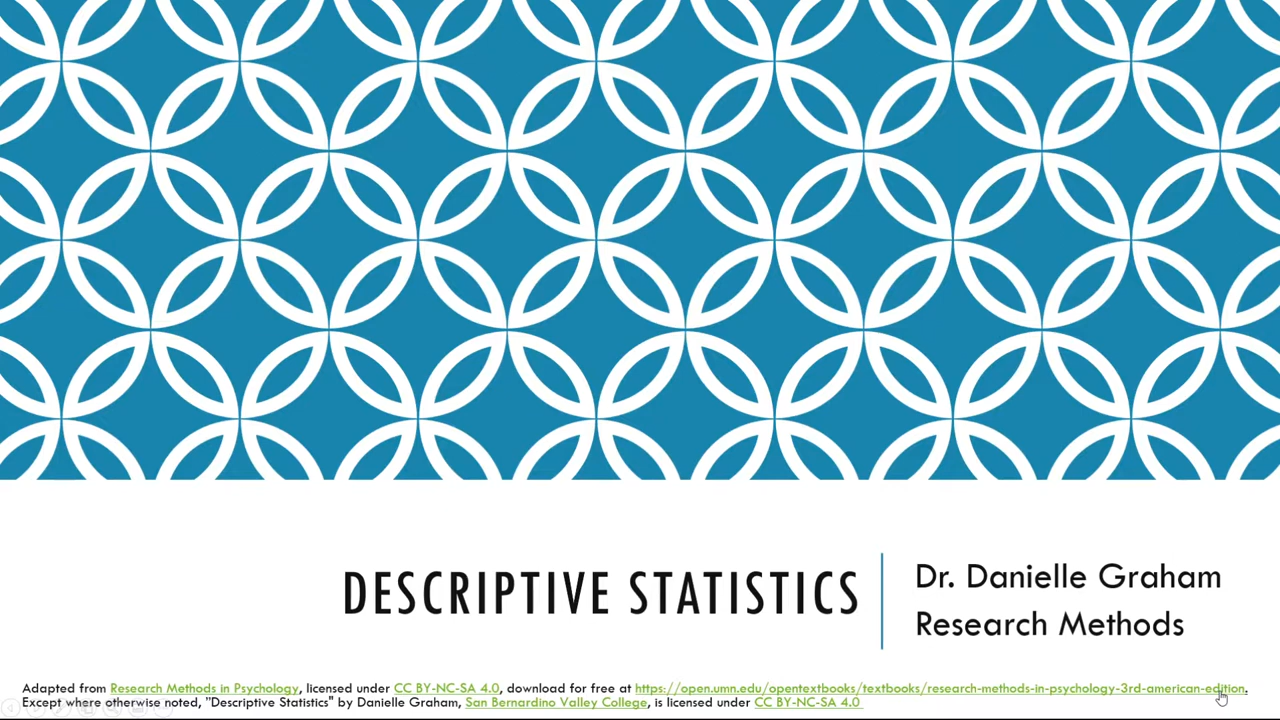 DESCRIPTIVE STATISTICS
Dr. Danielle Graham
Research Methods
Adapted from Research Methods in Psychology, licensed under CC BY-NC-SA 4.0, download for free at https://open.umn.edu/opentextbooks/textbooks/research-methods-in-psychology-3rd-american-edition.
Except where otherwise noted, "Descriptive Statistics" by Danielle Graham, San Bernardino Valley College, is licensed under CC BY-NC-SA 4.0